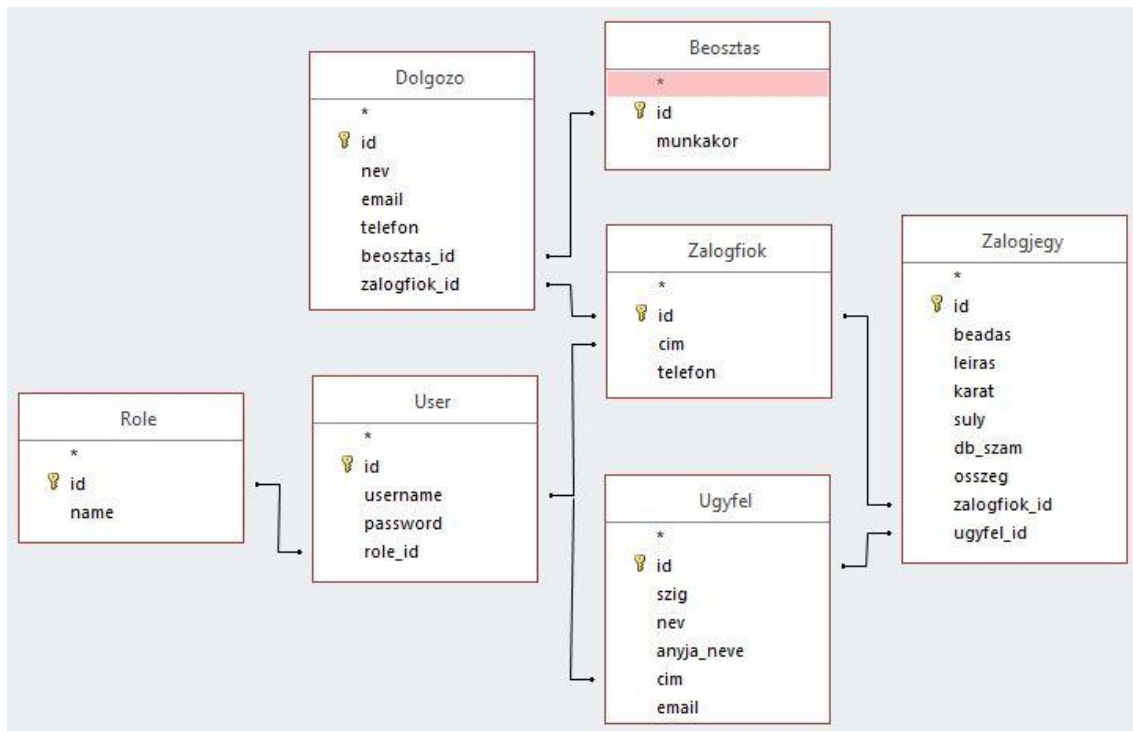 Dolgozo
*
id
nev
email
telefon
beosztas_id
zalogfiok_id
Beosztas
*
id
munkakor
Zalogfiok
*
id
cim
telefon
Zalogjegy
*
id
beadas
leiras
karat
suly
db_szam
osszeg
zalogfiok_id
ugyfel_id
Role
*
id
name
User
*
id
username
password
role_id
Ugyfel
*
id
szig
nev
anyja_neve
cim
email